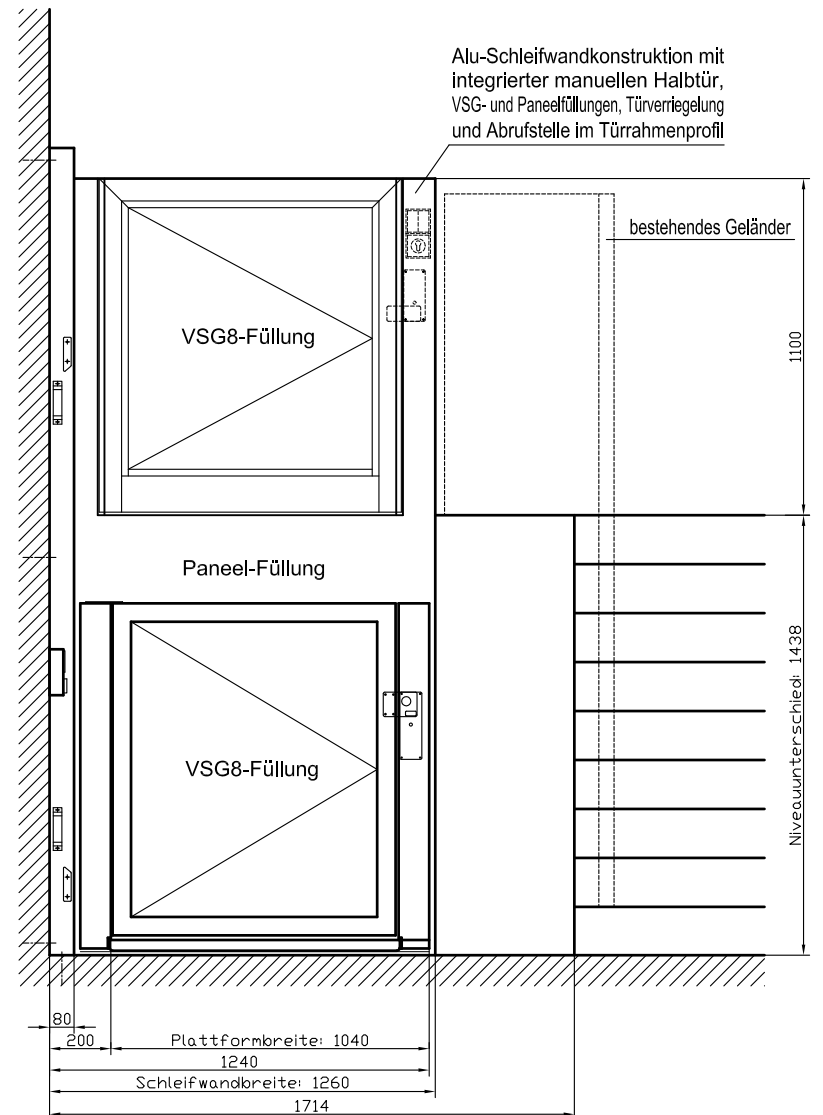 Alu-Schleifwandkonstruktion mit
integrierter manuellen Halbtür,
VSG- und Paneelfüllungen, Türverriegelung
und Abrufstelle im Türrahmenprofil
bestehendes Geländer
VSG8-Füllung
1100
Paneel-Füllung
Niveauunterschied: 1438
VSG8-Füllung
80
200
Plattformbreite: 1040
1240
Schleifwandbreite: 1260
1714